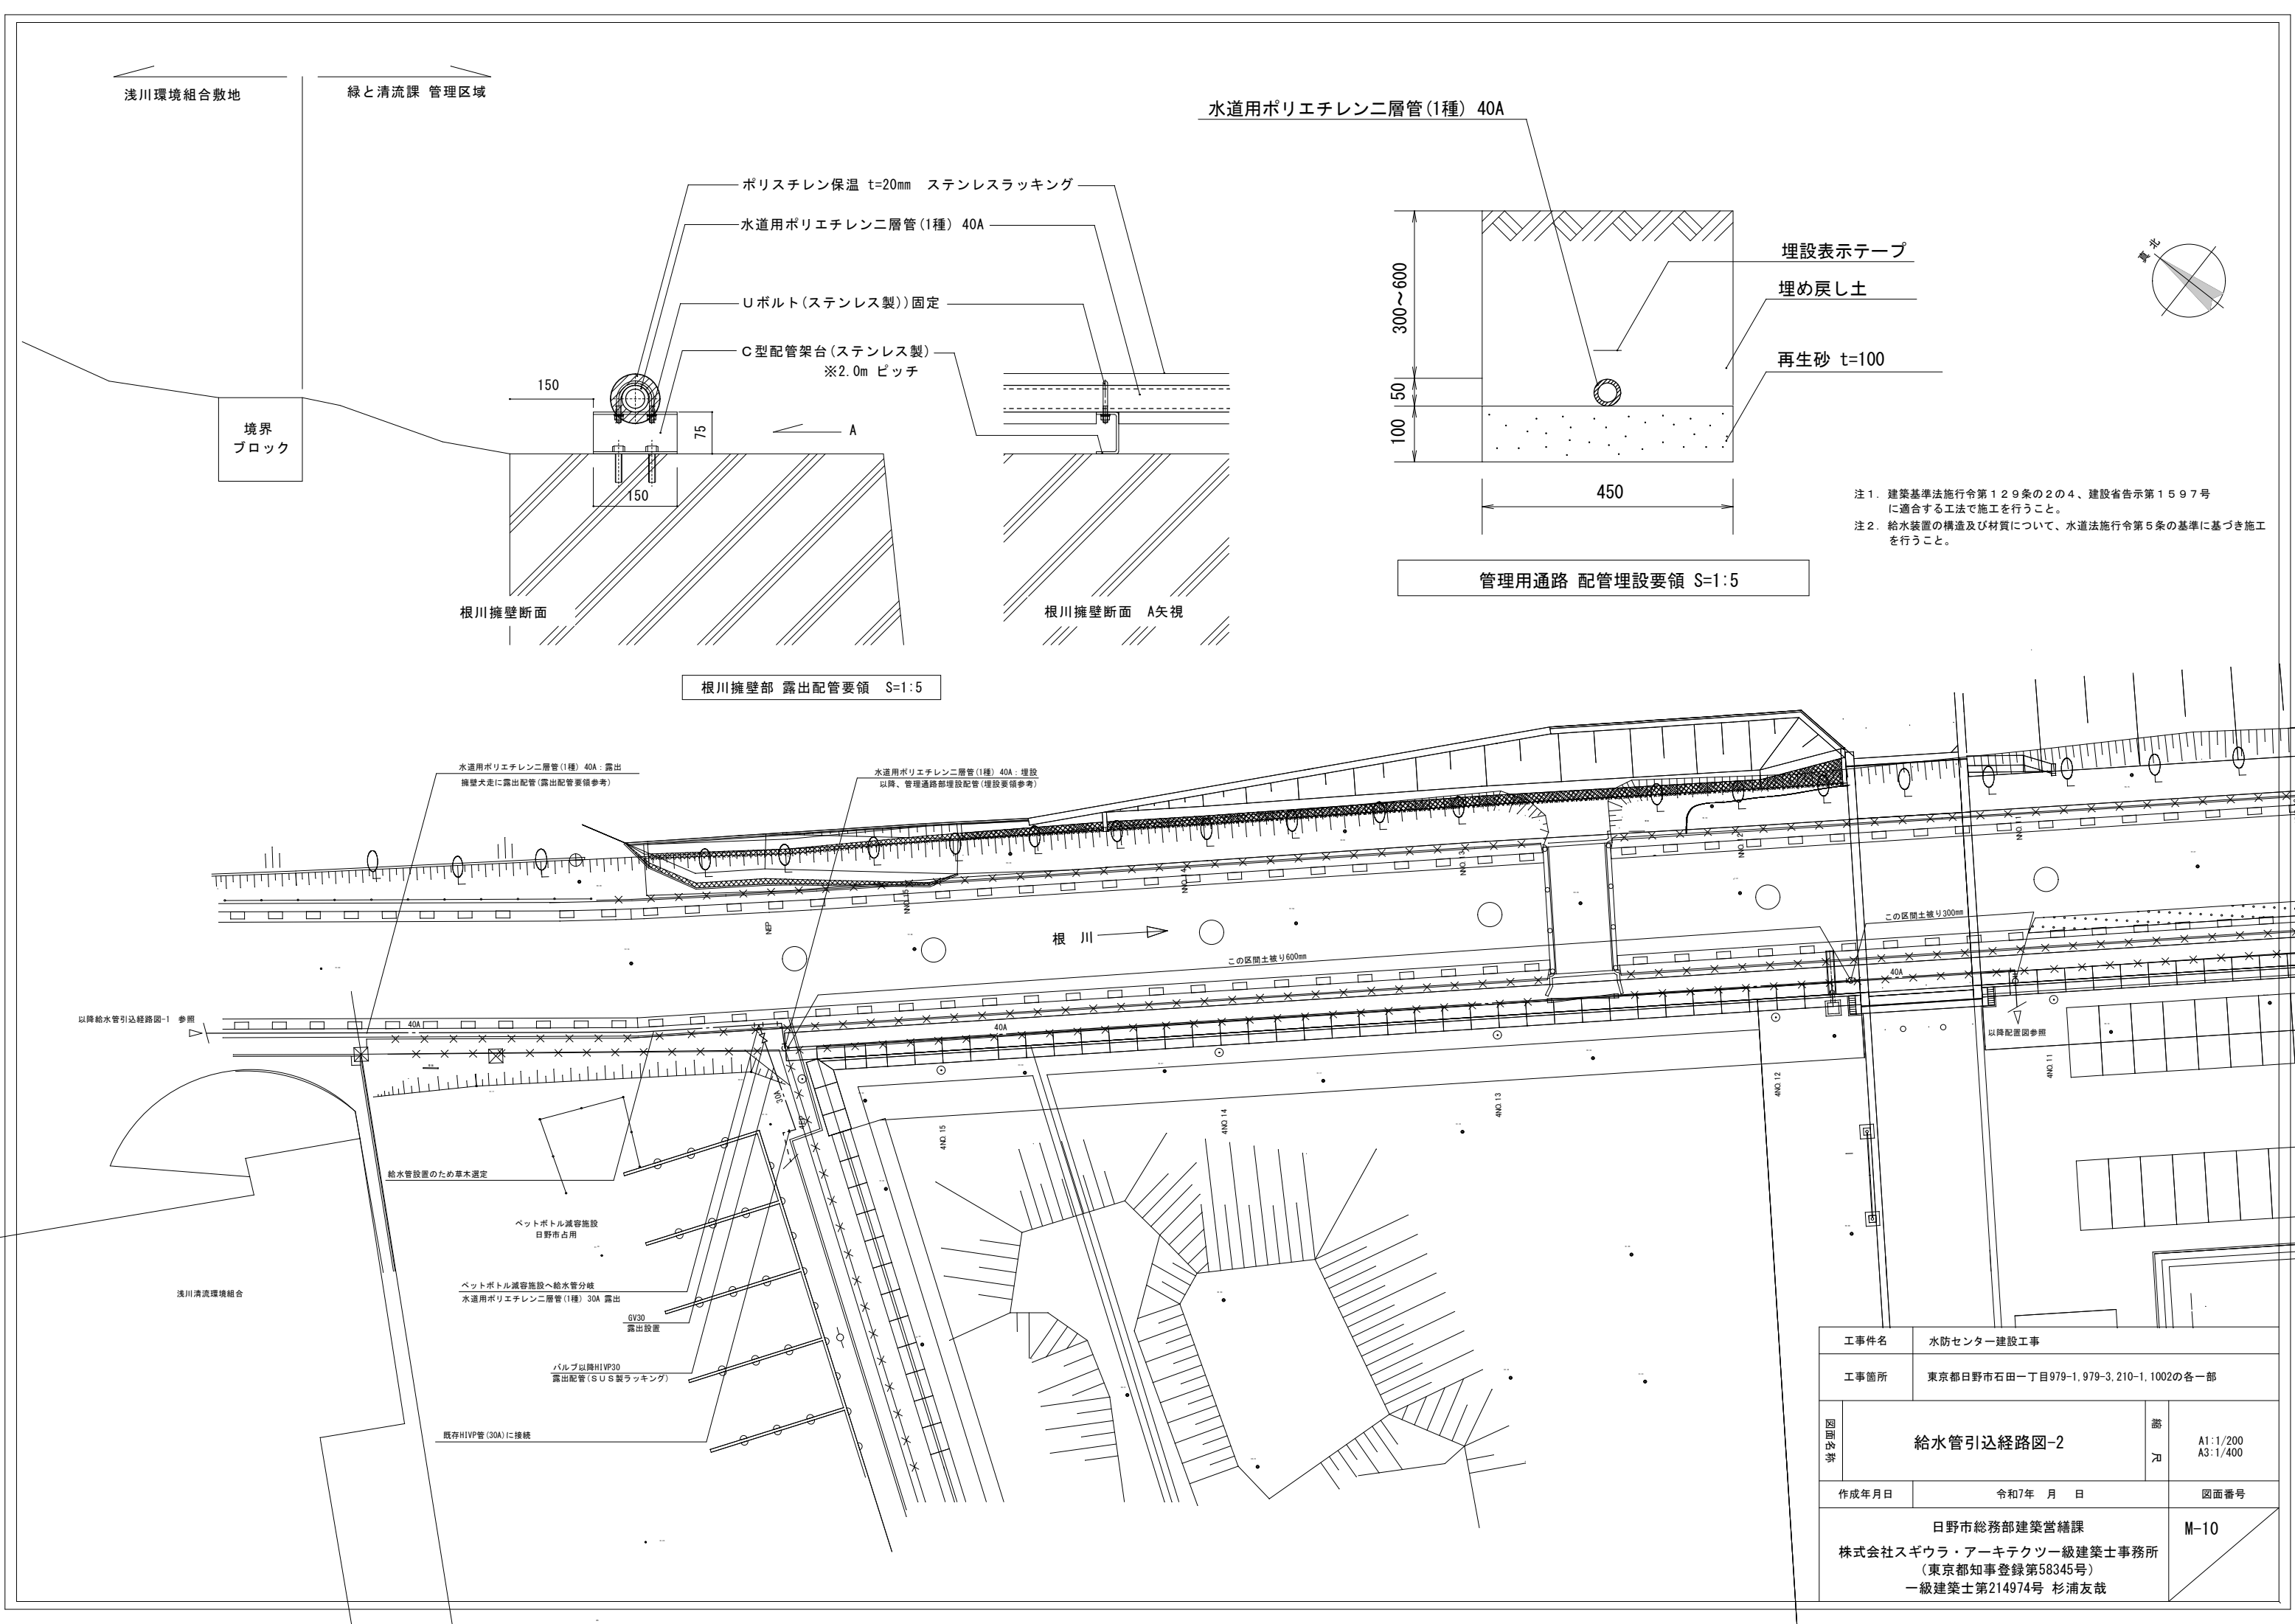 浅川環境組合敷地
緑と清流課 管理区域
水道用ポリエチレン二層管(1種) 40A
ポリスチレン保温 t=20mm ステンレスラッキング
水道用ポリエチレン二層管(1種) 40A
Uボルト(ステンレス製))固定
C型配管架台(ステンレス製)
※2.0m ピッチ
150
75
A
150
境界
ブロック
根川擁壁断面
根川擁壁断面 A矢視
根川擁壁部 露出配管要領 S=1:5
300~600
50
100
450
埋設表示テープ
埋め戻し土
再生砂 t=100
真北
注1. 建築基準法施行令第129条の2の4、建設省告示第1597号
に適合する工法で施工を行うこと。
注2. 給水装置の構造及び材質について、水道法施行令第5条の基準に基づき施工
を行うこと。
管理用通路 配管埋設要領 S=1:5
水道用ポリエチレン二層管(1種) 40A:露出
擁壁犬走に露出配管(露出配管要領参考)
水道用ポリエチレン二層管(1種) 40A:埋設
以降、管理通路部埋設配管(埋設要領参考)
NEP
NNO.15
NNO.14
NNO.13
NNO.12
NNO.11
根 川
この区間土被り600mm
この区間土被り300mm
以降給水管引込経路図-1 参照
40A
40A
40A
以降配置図参照
30A
4EP
4NO.15
4NO.14
4NO.13
4NO.12
4NO.11
給水管設置のため草木選定
ペットボトル減容施設
日野市占用
ペットボトル減容施設へ給水管分岐
水道用ポリエチレン二層管(1種) 30A 露出
浅川清流環境組合
GV30
露出設置
バルブ以降HIVP30
露出配管(SUS製ラッキング)
既存HIVP管(30A)に接続
工事件名
水防センター建設工事
工事箇所
東京都日野市石田一丁目979-1,979-3,210-1,1002の各一部
図面名称
給水管引込経路図-2
縮尺
A1:1/200
A3:1/400
作成年月日
令和7年 月 日
図面番号
日野市総務部建築営繕課
M-10
株式会社スギウラ・アーキテクツ一級建築士事務所
(東京都知事登録第58345号)
一級建築士第214974号 杉浦友哉